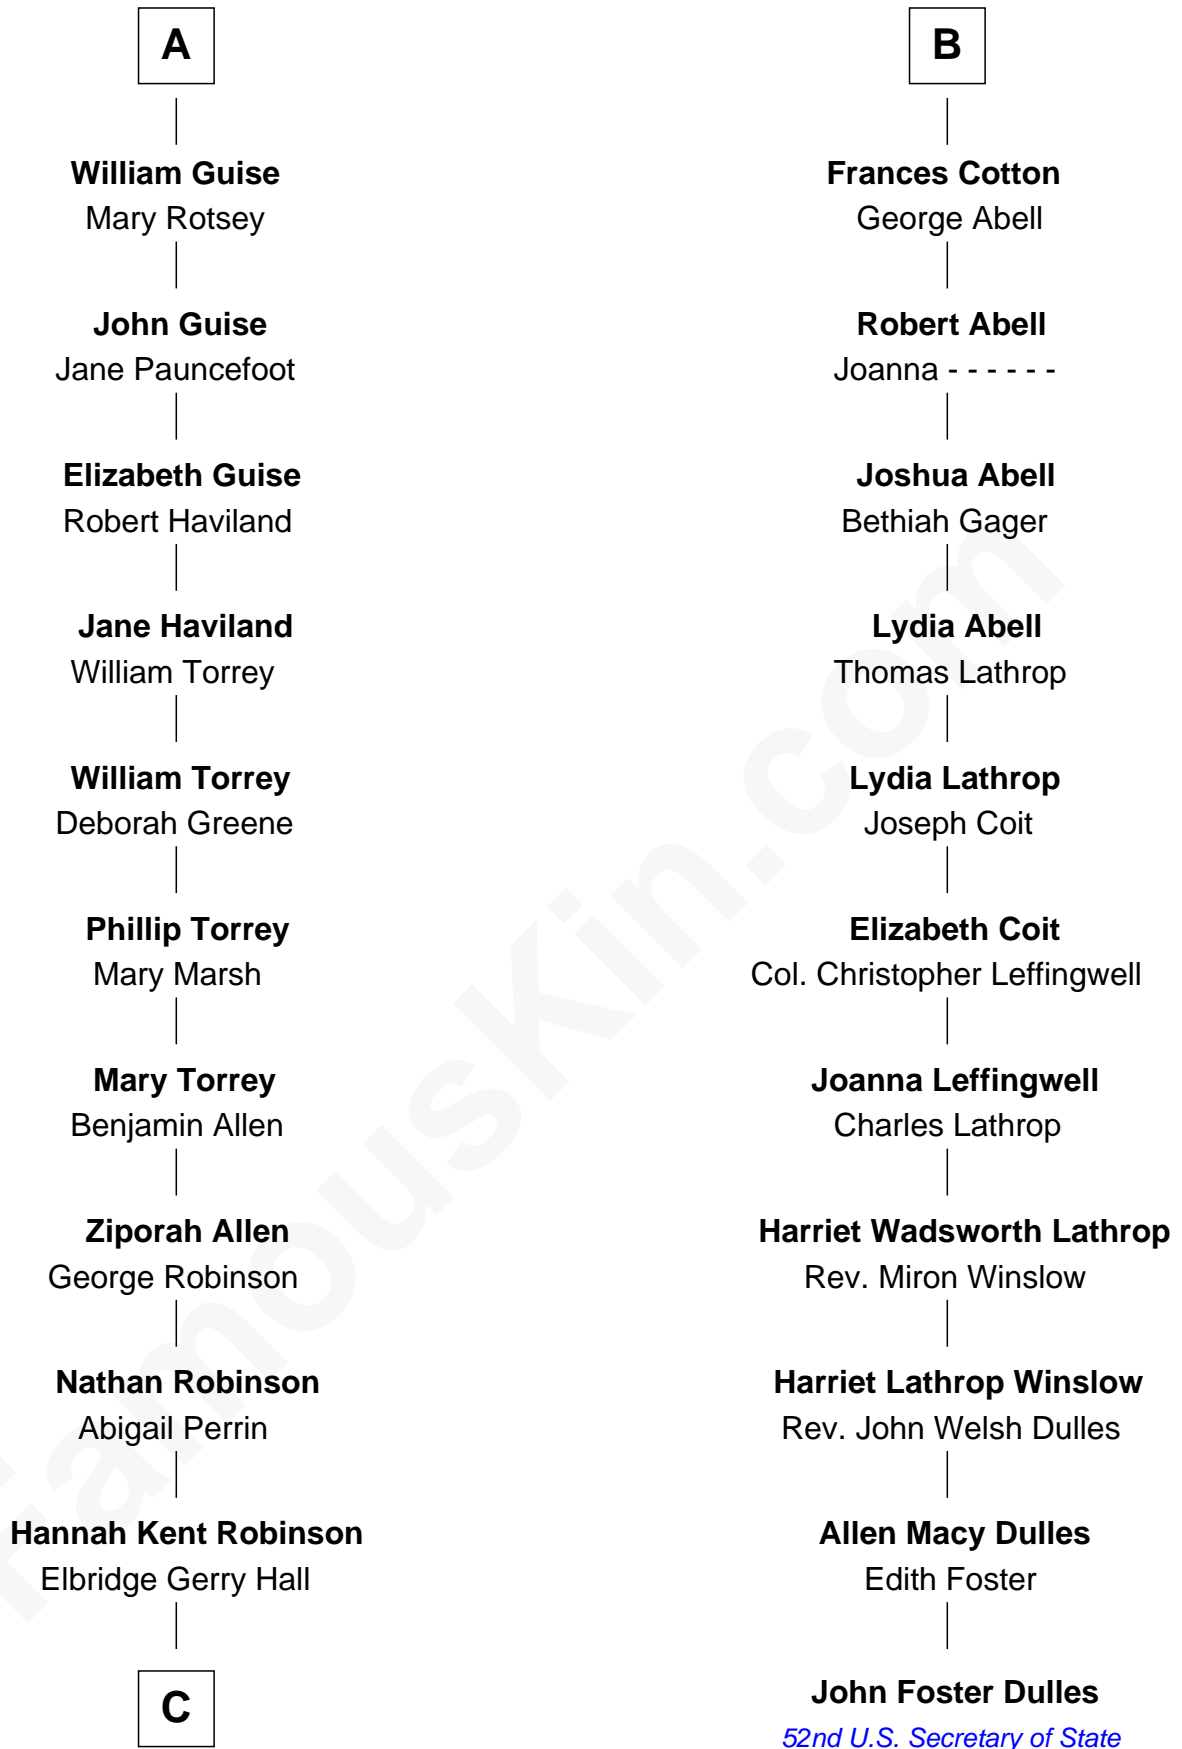 A
William Guise
Mary Rotsey
John Guise
Jane Pauncefoot
Elizabeth Guise
Robert Haviland
Jane Haviland
William Torrey
William Torrey
Deborah Greene
Phillip Torrey
Mary Marsh
Mary Torrey
Benjamin Allen
Ziporah Allen
George Robinson
Nathan Robinson
Abigail Perrin
Hannah Kent Robinson
Elbridge Gerry Hall
C
B
Frances Cotton
George Abell
Robert Abell
Joanna - - - - - -
Joshua Abell
Bethiah Gager
Lydia Abell
Thomas Lathrop
Lydia Lathrop
Joseph Coit
Elizabeth Coit
Col. Christopher Leffingwell
Joanna Leffingwell
Charles Lathrop
Harriet Wadsworth Lathrop
Rev. Miron Winslow
Harriet Lathrop Winslow
Rev. John Welsh Dulles
Allen Macy Dulles
Edith Foster
John Foster Dulles
52nd U.S. Secretary of State
famouskin.com